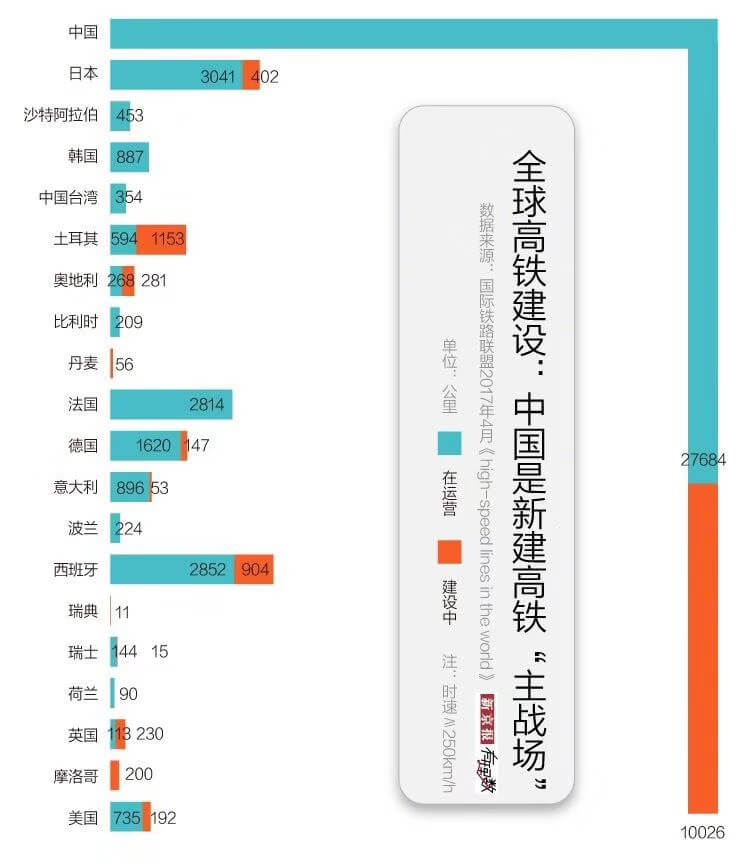 中国
27684
10026
日本 3041 402
沙特阿拉伯 453
韩国 887
中国台湾 354
土耳其 594 1153
奥地利 268 281
比利时 209
丹麦 56
法国 2814
德国 1620 147
意大利 896 53
波兰 224
西班牙 2852 904
瑞典 11
瑞士 144 15
荷兰 90
英国 113 230
摩洛哥 200
美国 735 192
全球高铁建设：中国是新建高铁“主战场”
数据来源：国际铁路联盟2017年4月《high-speed lines in the world》
新京报
有理数
单位：公里 在运营 建设中 注：时速≥250km/h